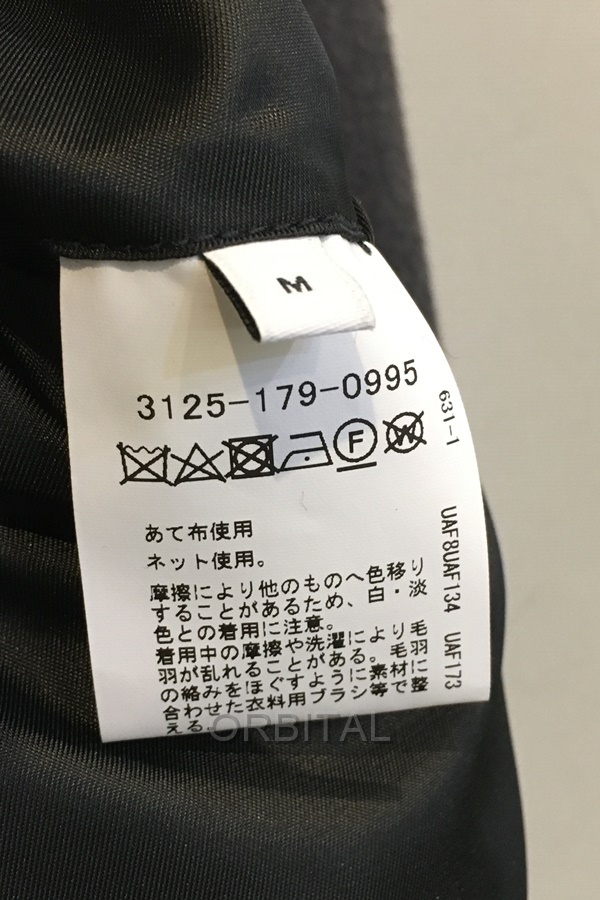 M
3125-179-0995
631-1
F
W
あて布使用
ネット使用。
摩擦により他のものへ色移り
することがあるため、白・淡
色との着用に注意。
着用中の摩擦や洗濯により毛
羽が乱れることがある。毛羽
の絡みをほぐすように素材に
合わせた衣料用ブラシ等で整
える。
UAF8UAF134 UAF173
ORBITAL